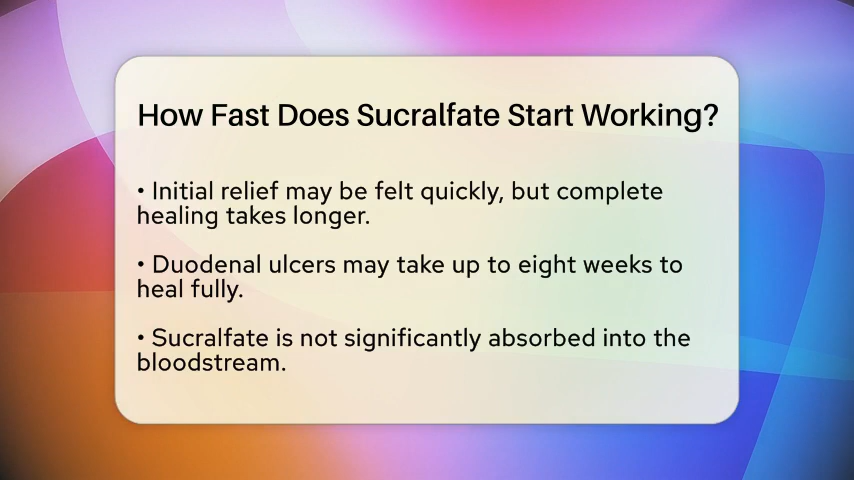 How Fast Does Sucralfate Start Working?
• Initial relief may be felt quickly, but complete
healing takes longer.
• Duodenal ulcers may take up to eight weeks to
heal fully.
• Sucralfate is not significantly absorbed into the
bloodstream.